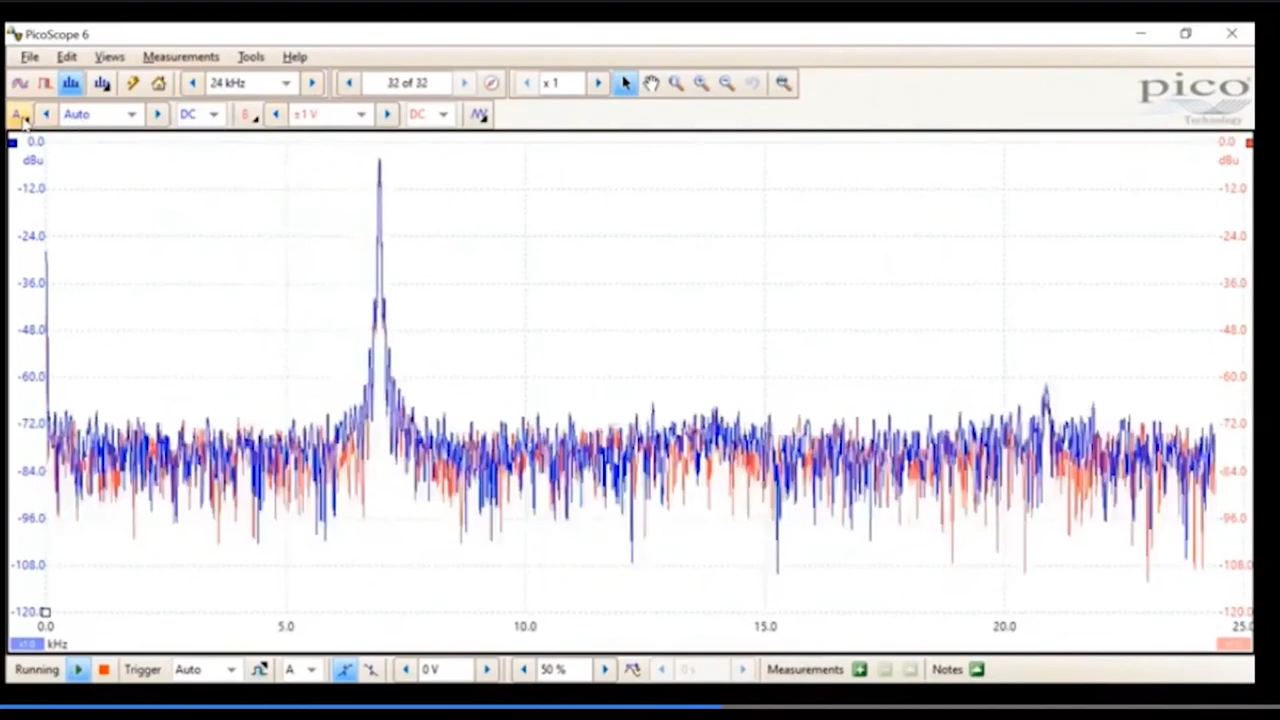 PicoScope 6
File Edit Views Measurements Tools Help
24 kHz 32 of 32 x 1
pico
Technology
A Auto DC B ±1 V DC
0.0 0.0
dBu dBu
-12.0 -12.0
-24.0 -24.0
-36.0 -36.0
-48.0 -48.0
-60.0 -60.0
-72.0 -72.0
-84.0 -84.0
-96.0 -96.0
-108.0 -108.0
-120.0 -120.0
0.0 5.0 10.0 15.0 20.0 25.0
x1.0 kHz
Running Trigger Auto A 0 V 50 % 0 s Measurements Notes